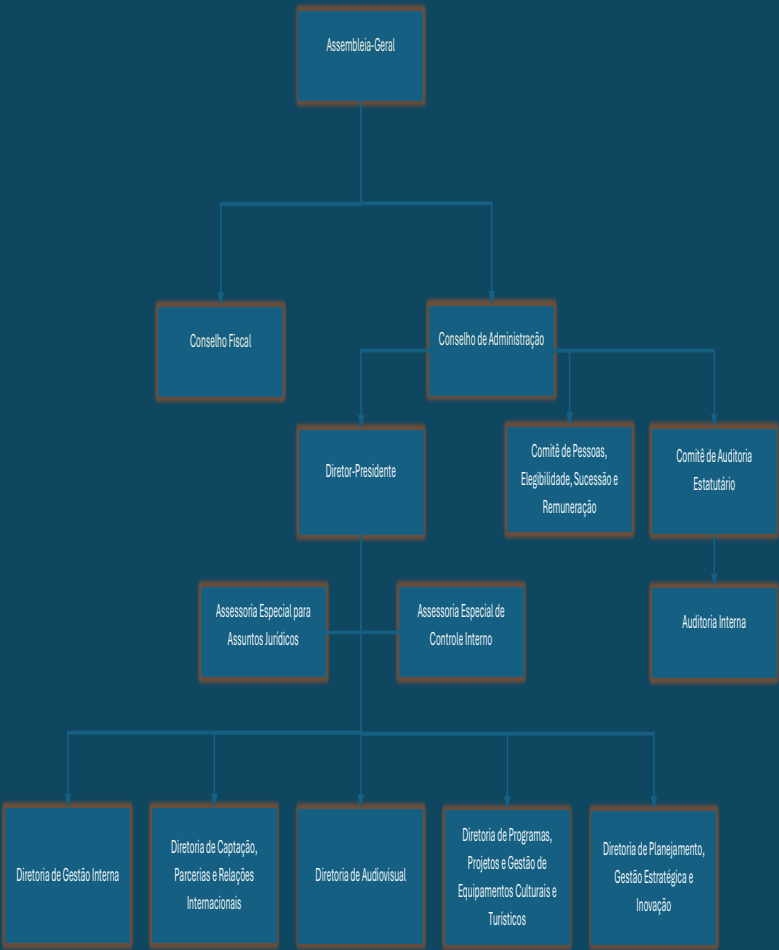 Assembleia-Geral
Conselho Fiscal
Conselho de Administração
Diretor-Presidente
Comitê de Pessoas,
Elegibilidade, Sucessão e
Remuneração
Comitê de Auditoria
Estatutário
Assessoria Especial para
Assuntos Jurídicos
Assessoria Especial de
Controle Interno
Auditoria Interna
Diretoria de Gestão Interna
Diretoria de Captação,
Parcerias e Relações
Internacionais
Diretoria de Audiovisual
Diretoria de Programas,
Projetos e Gestão de
Equipamentos Culturais e
Turísticos
Diretoria de Planejamento,
Gestão Estratégica e
Inovação